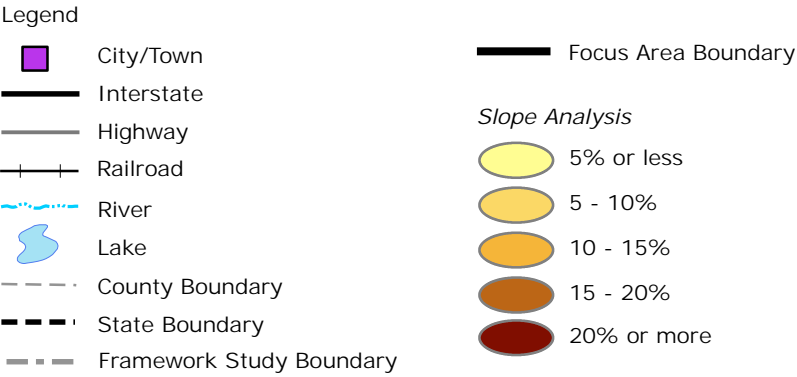 Legend
City/Town
Interstate
Highway
Railroad
River
Lake
County Boundary
State Boundary
Framework Study Boundary
Focus Area Boundary
Slope Analysis
5% or less
5 - 10%
10 - 15%
15 - 20%
20% or more